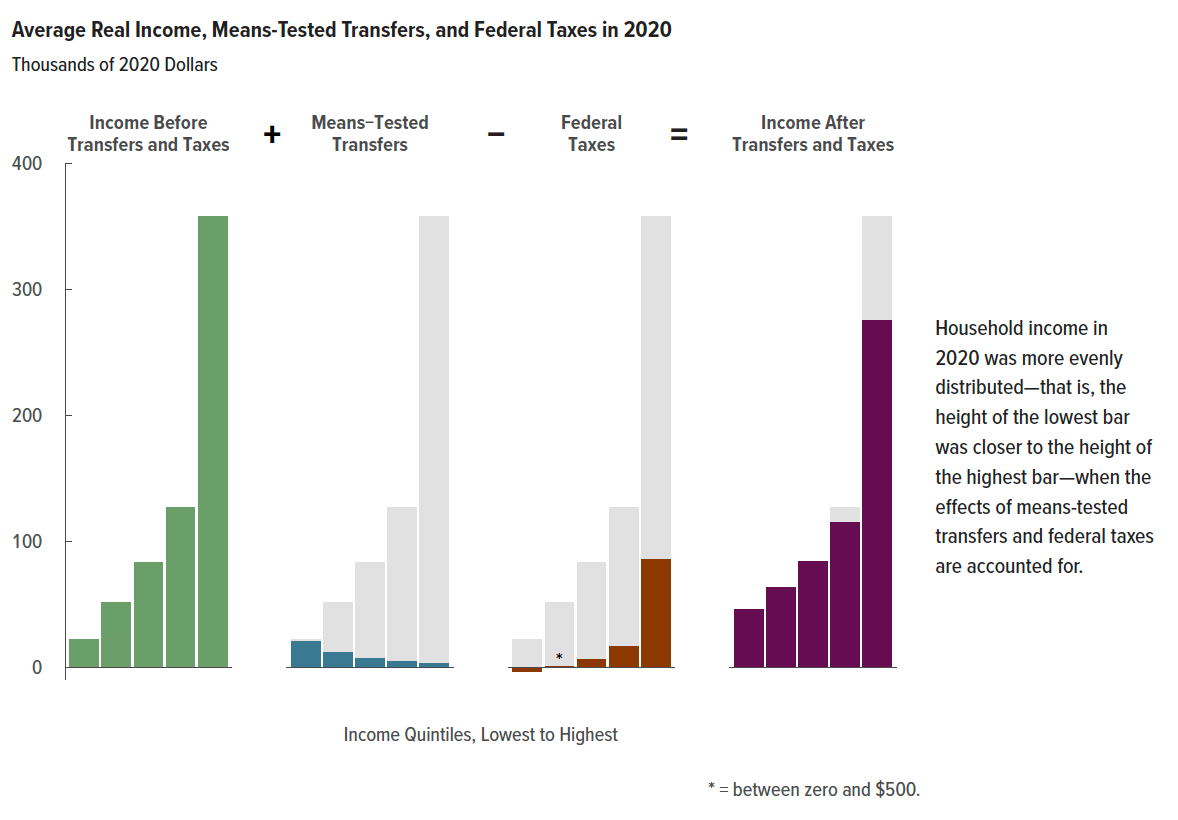 Average Real Income, Means-Tested Transfers, and Federal Taxes in 2020
Thousands of 2020 Dollars
Income Before
Transfers and Taxes
+
Means–Tested
Transfers
−
Federal
Taxes
=
Income After
Transfers and Taxes
400
300
200
100
0
*
Household income in
2020 was more evenly
distributed—that is, the
height of the lowest bar
was closer to the height of
the highest bar—when the
effects of means-tested
transfers and federal taxes
are accounted for.
Income Quintiles, Lowest to Highest
* = between zero and $500.